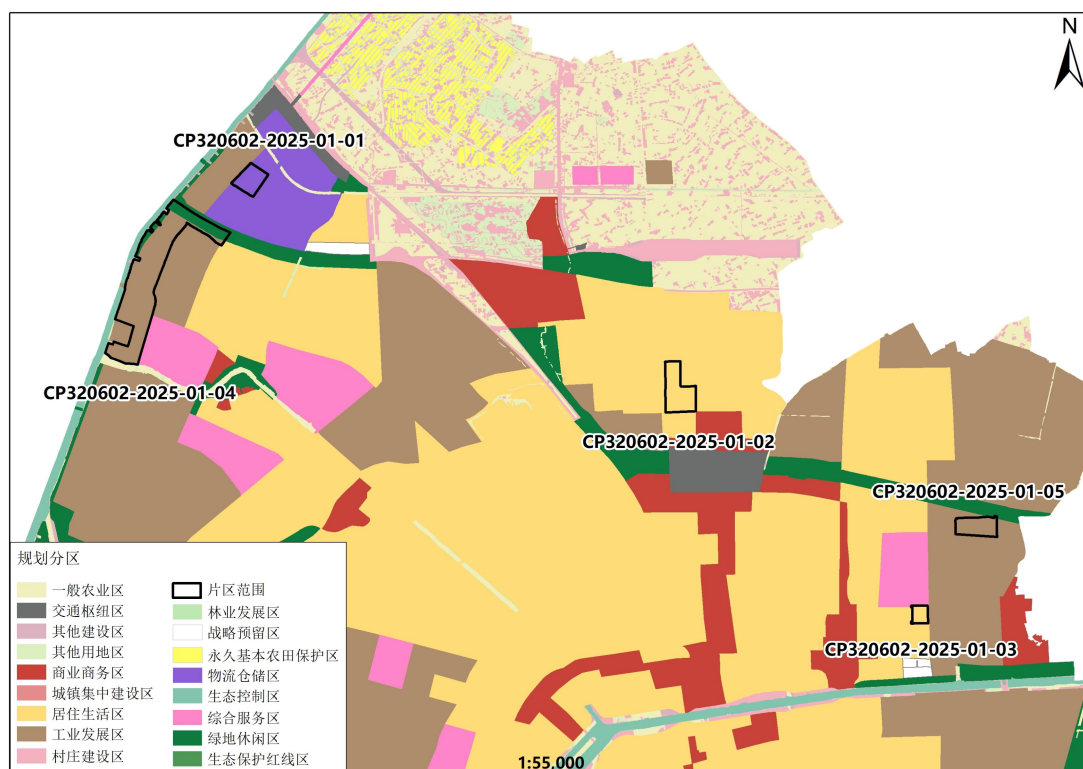 N
CP320602-2025-01-01
CP320602-2025-01-04
CP320602-2025-01-02
CP320602-2025-01-05
CP320602-2025-01-03
规划分区
一般农业区
交通枢纽区
其他建设区
其他用地区
商业商务区
城镇集中建设区
居住生活区
工业发展区
村庄建设区
片区范围
林业发展区
战略预留区
永久基本农田保护区
物流仓储区
生态控制区
综合服务区
绿地休闲区
生态保护红线区
1:55,000